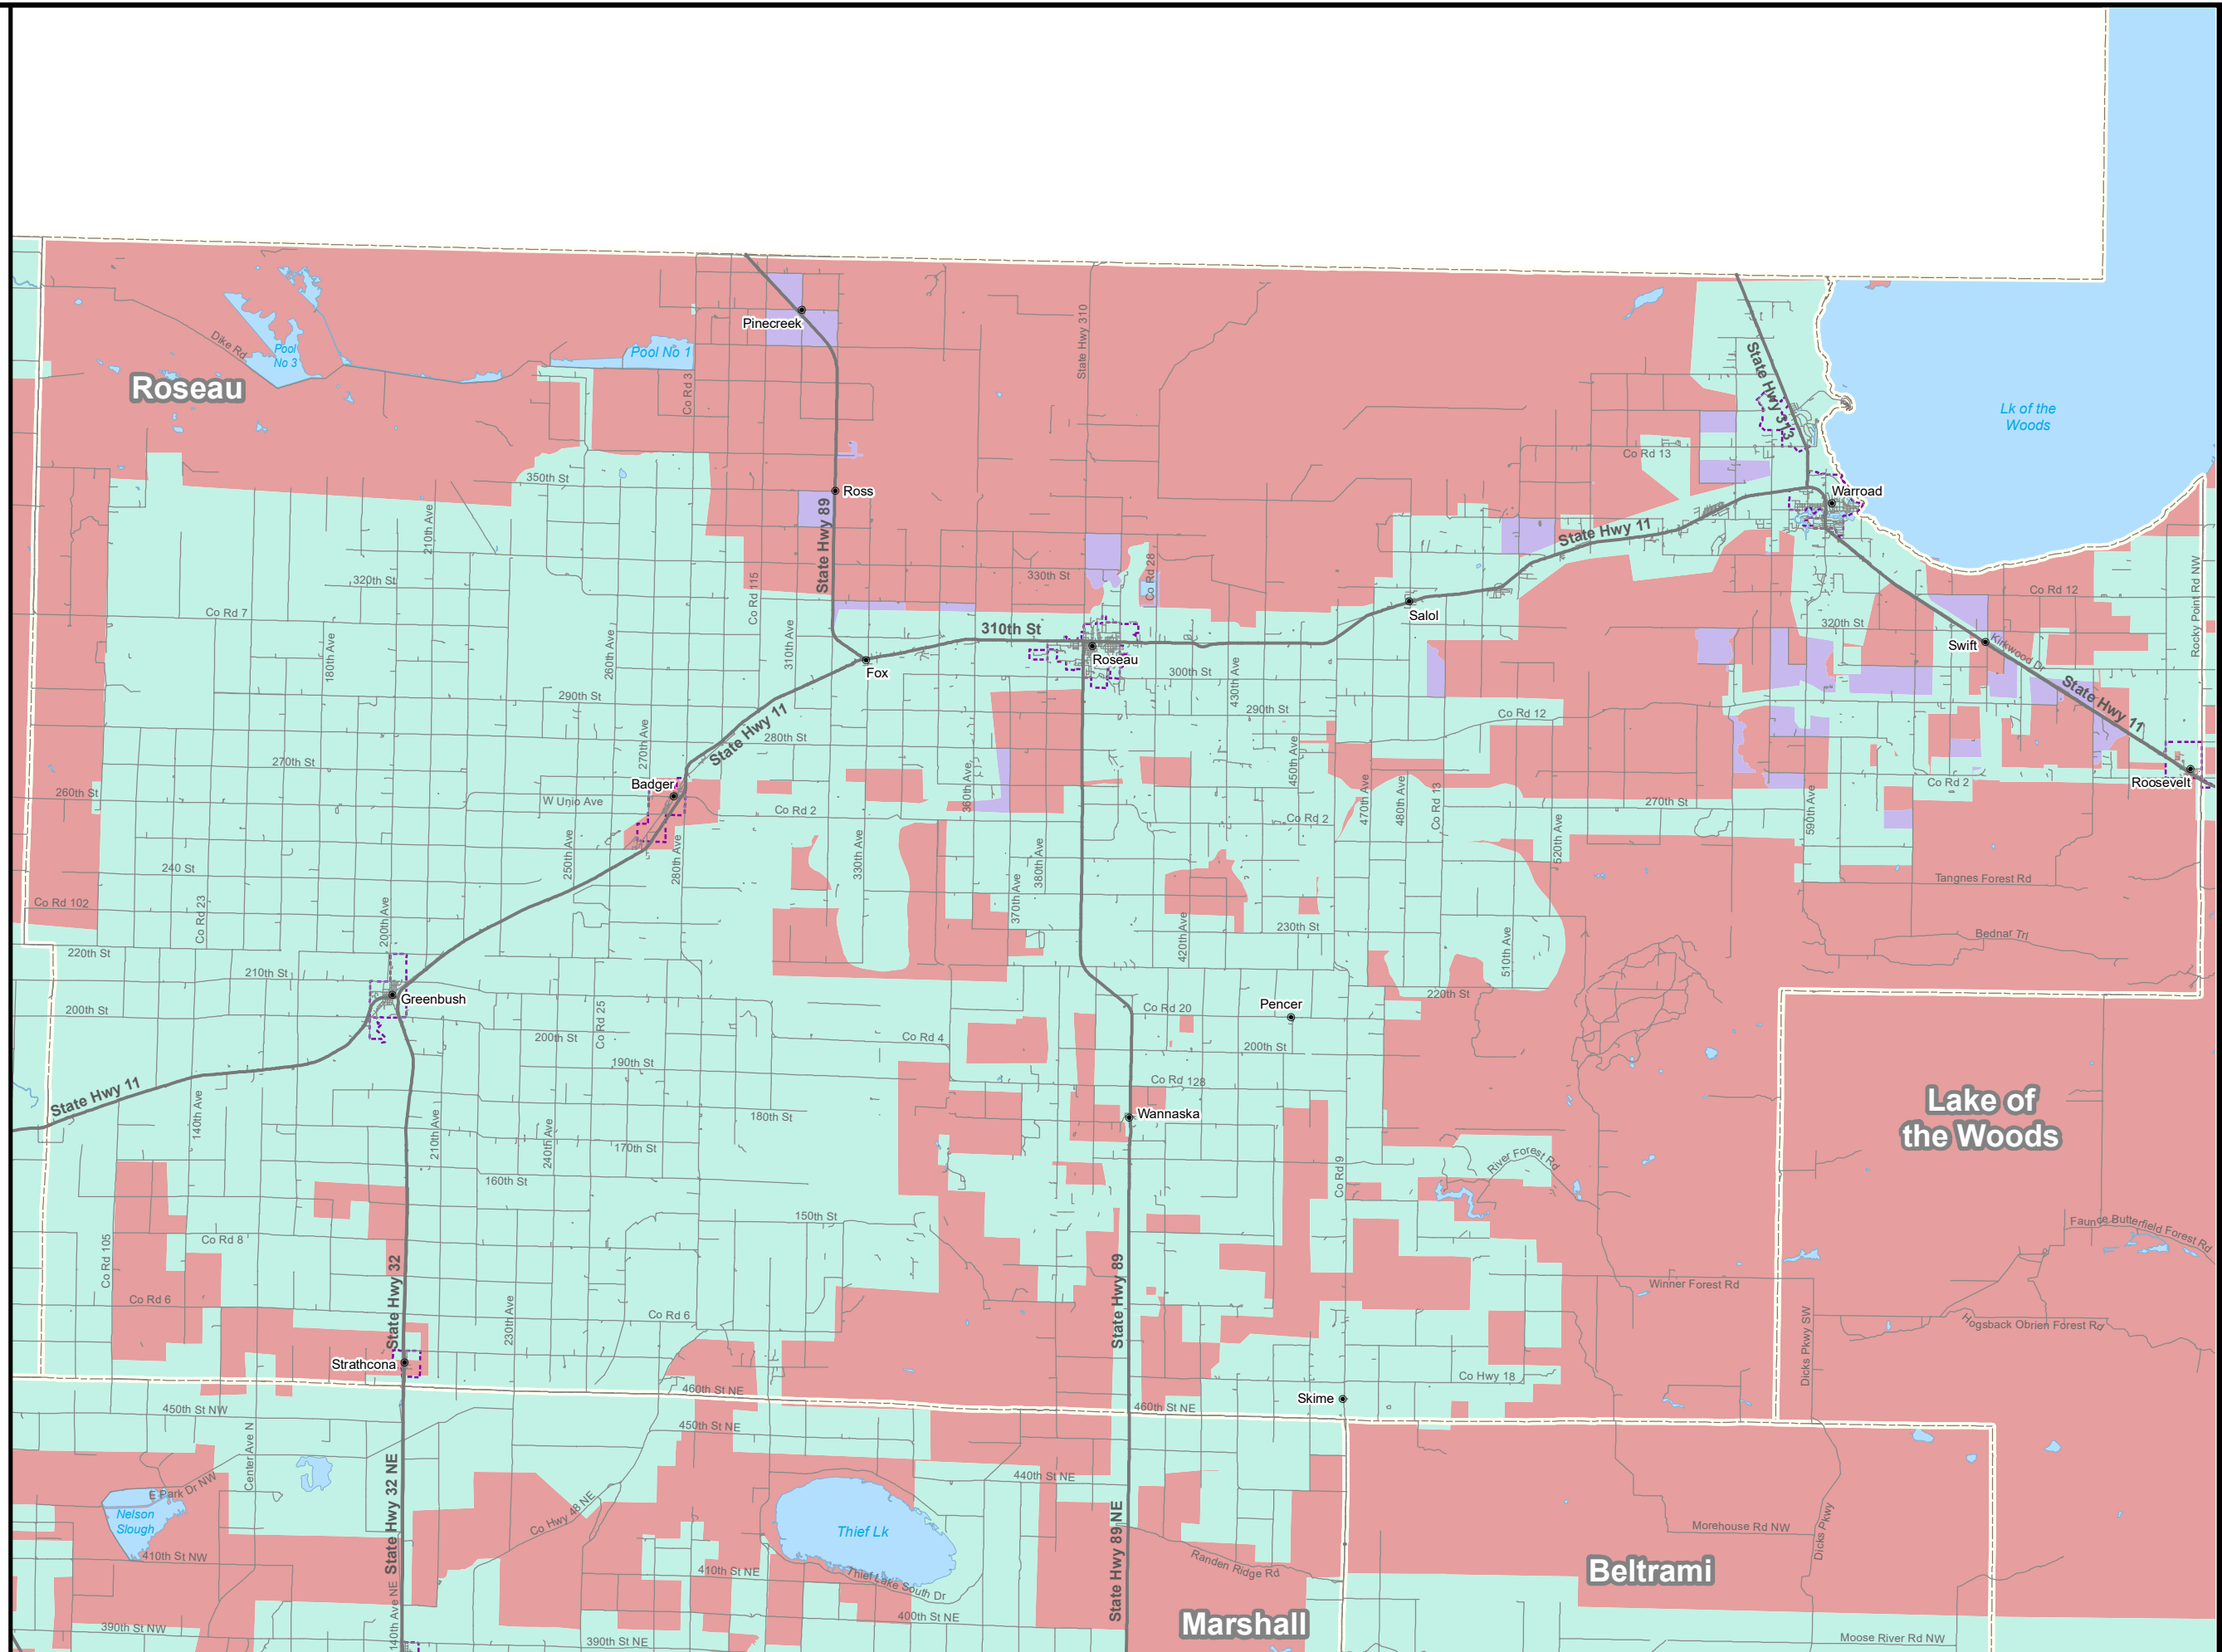 State Hwy 310
Pinecreek
Dike Rd
Pool
No 3
Pool No 1
Roseau
Co Rd 3
State Hwy 313
Lk of the
Woods
Co Rd 13
350th St
Ross
Warroad
210th Ave
State Hwy 89
State Hwy 11
320th St
Co Rd 115
330th St
Co Rd 28
Rocky Point Rd NW
Co Rd 12
Co Rd 7
180th Ave
260th Ave
310th Ave
310th St
Salol
320th St
Swift
Kirkwood Dr
Fox
Roseau
300th St
430th Ave
290th St
290th St
Co Rd 12
State Hwy 11
State Hwy 11
280th St
270th Ave
270th St
450th Ave
Badger
260th St
W Unio Ave
Co Rd 2
360th Ave
Co Rd 2
470th Ave
480th Ave
Co Rd 13
270th St
590th Ave
Co Rd 2
Roosevelt
250th Ave
280th Ave
330th Ave
380th Ave
520th Ave
240 St
Tangnes Forest Rd
Co Rd 102
Co Rd 23
200th Ave
370th Ave
420th Ave
230th St
510th Ave
Bednar Trl
220th St
210th St
Greenbush
220th St
200th St
Co Rd 25
200th St
Co Rd 4
Co Rd 20
Pencer
200th St
190th St
Co Rd 128
State Hwy 11
140th Ave
210th Ave
240th Ave
180th St
Wannaska
Lake of
the Woods
170th St
160th St
Co Rd 9
River Forest Rd
150th St
Co Rd 8
Co Rd 105
State Hwy 32
State Hwy 89
Faunce Butterfield Forest Rd
Winner Forest Rd
Co Rd 6
230th Ave
Co Rd 6
Hogsback Obrien Forest Rd
Dicks Pkwy SW
Strathcona
460th St NE
Co Hwy 18
Skime
460th St NE
450th St NW
Center Ave N
450th St NE
State Hwy 32 NE
440th St NE
E Park Dr NW
Nelson
Slough
Co Hwy 48 NE
Thief Lk
State Hwy 89 NE
Morehouse Rd NW
Dicks Pkwy
410th St NW
410th St NE
Thief Lake South Dr
Randen Ridge Rd
Beltrami
140th Ave NE
400th St NE
Marshall
390th St NW
390th St NE
Moose River Rd NW